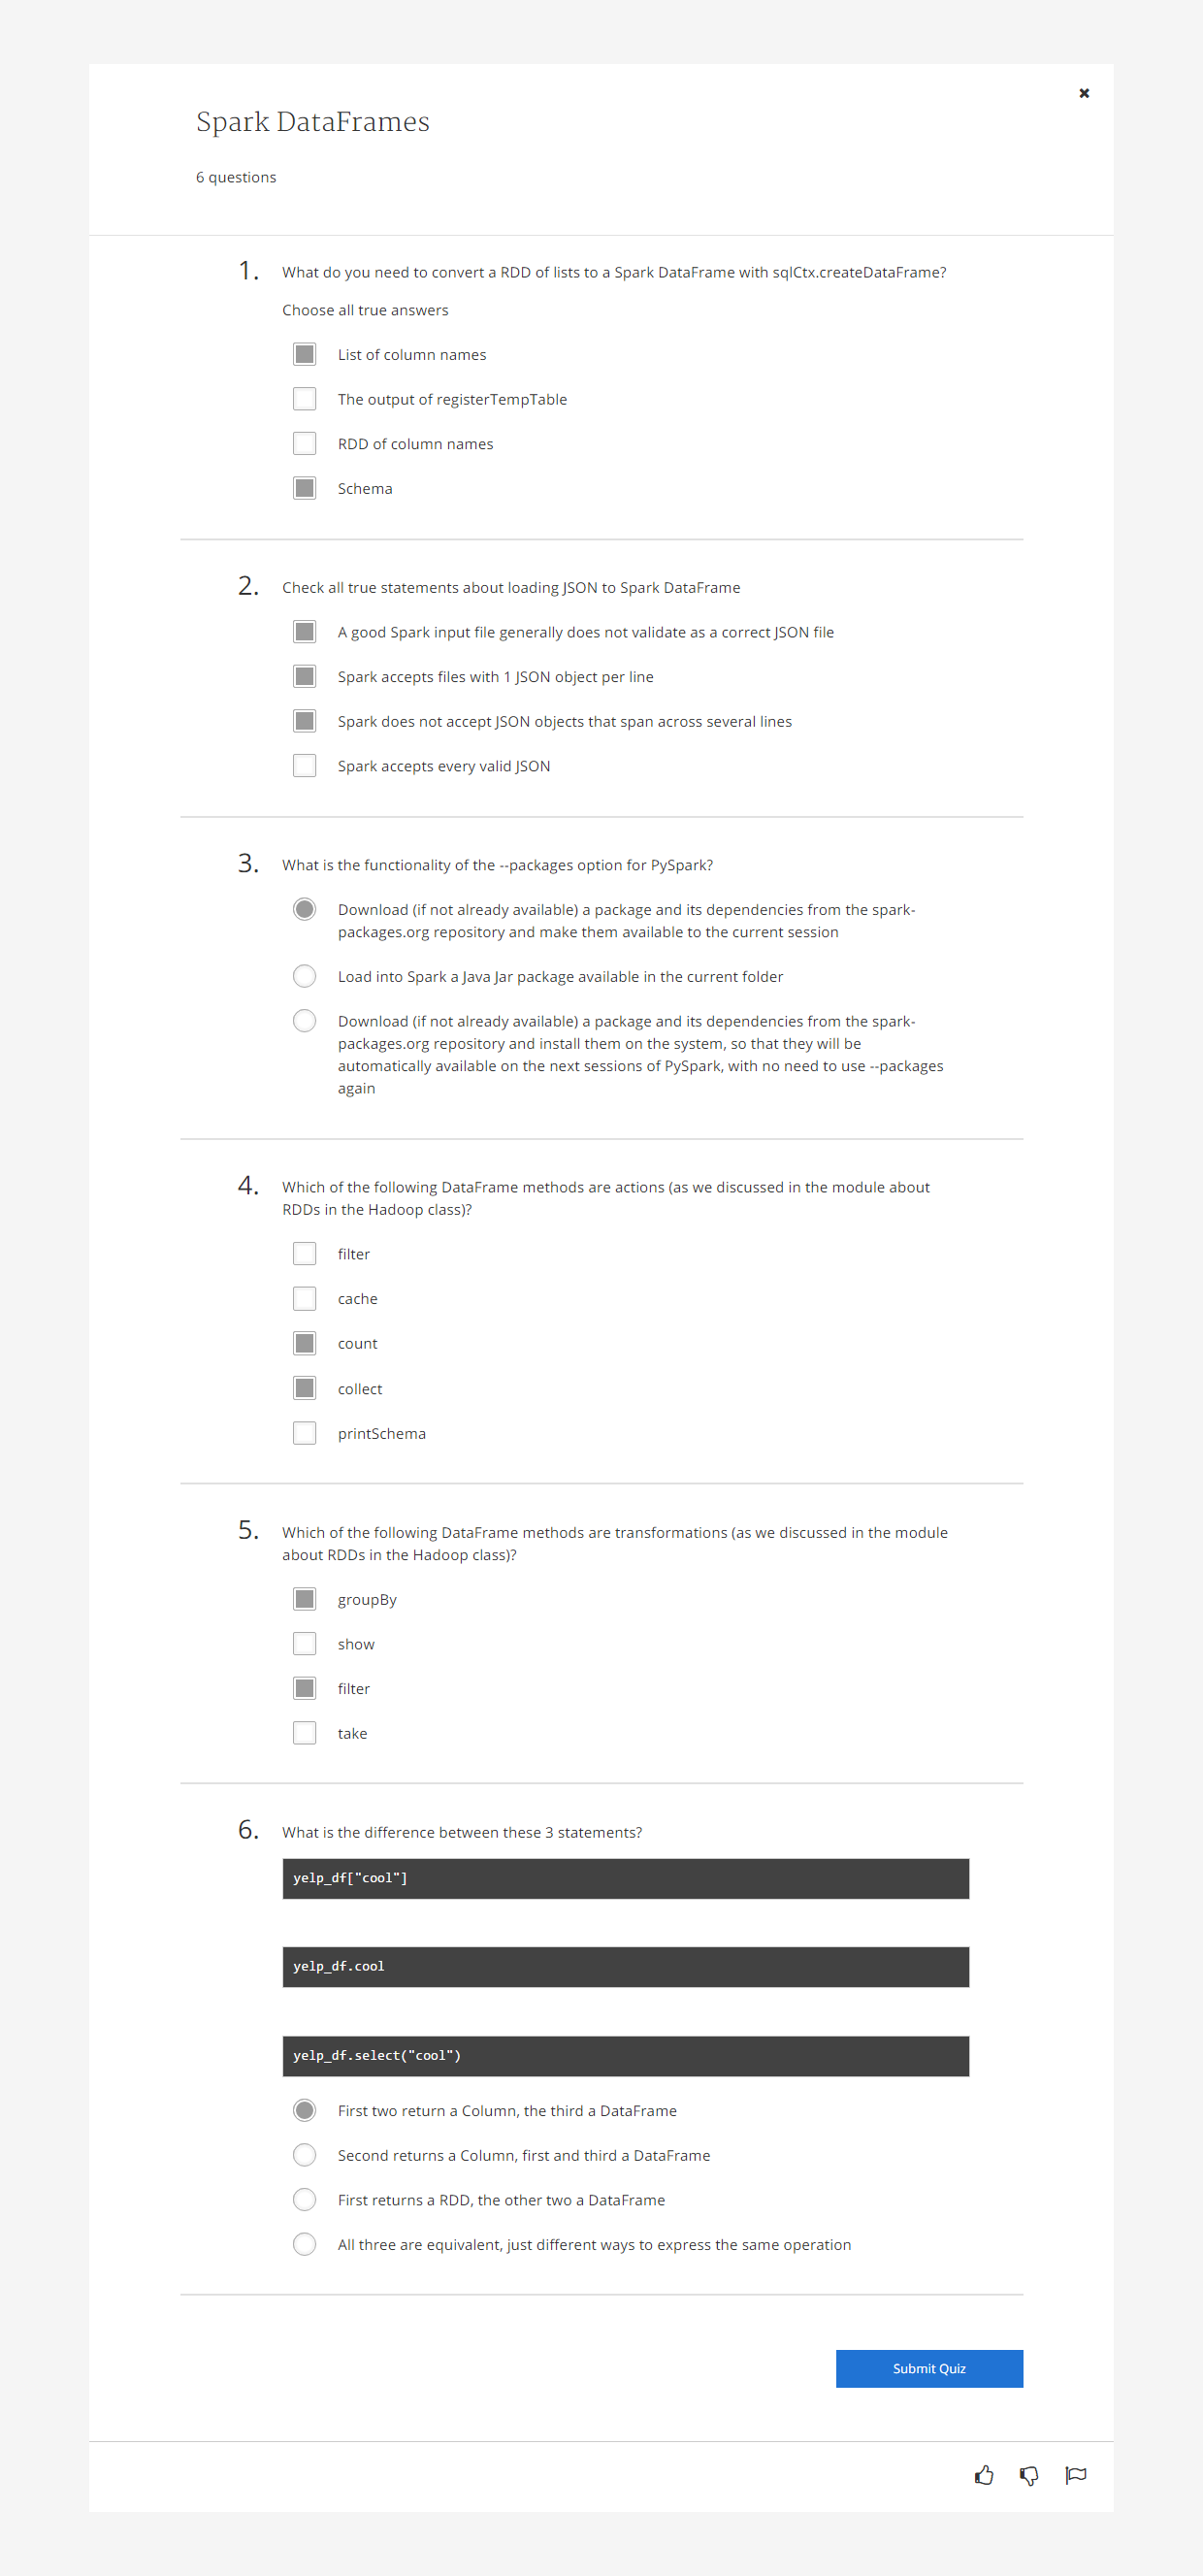 Spark DataFrames
6 questions
1.
What do you need to convert a RDD of lists to a Spark DataFrame with sqlCtx.createDataFrame?
Choose all true answers
List of column names
The output of registerTempTable
RDD of column names
Schema
2.
Check all true statements about loading JSON to Spark DataFrame
A good Spark input file generally does not validate as a correct JSON file
Spark accepts files with 1 JSON object per line
Spark does not accept JSON objects that span across several lines
Spark accepts every valid JSON
3.
What is the functionality of the --packages option for PySpark?
Download (if not already available) a package and its dependencies from the spark-
packages.org repository and make them available to the current session
Load into Spark a Java Jar package available in the current folder
Download (if not already available) a package and its dependencies from the spark-
packages.org repository and install them on the system, so that they will be
automatically available on the next sessions of PySpark, with no need to use --packages
again
4.
Which of the following DataFrame methods are actions (as we discussed in the module about
RDDs in the Hadoop class)?
filter
cache
count
collect
printSchema
5.
Which of the following DataFrame methods are transformations (as we discussed in the module
about RDDs in the Hadoop class)?
groupBy
show
filter
take
6.
What is the difference between these 3 statements?
yelp_df["cool"]
yelp_df.cool
yelp_df.select("cool")
First two return a Column, the third a DataFrame
Second returns a Column, first and third a DataFrame
First returns a RDD, the other two a DataFrame
All three are equivalent, just different ways to express the same operation
Submit Quiz